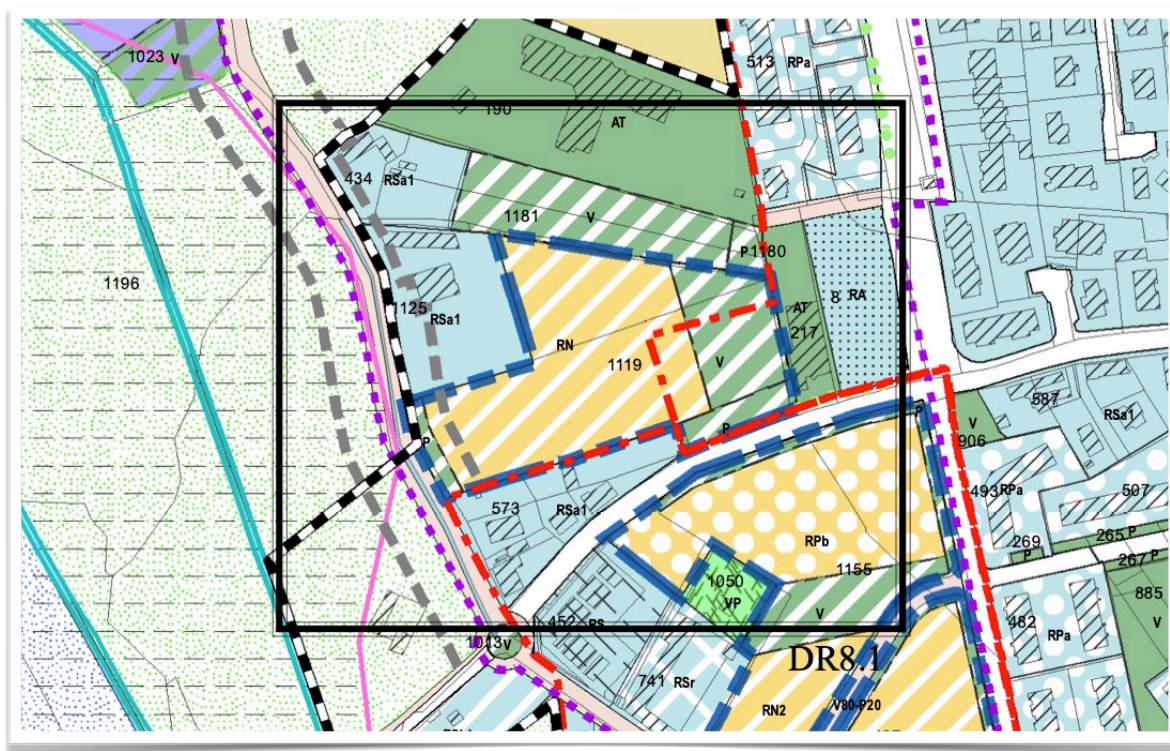 1023 V
513 RPa
190
AT
434 RSa1
1181
V
P 1180
1196
1125
RSa1
AT
8 RA
217
RN
1119
V
587
RSa1
P
P
P
V
906
573
RSa1
493 RPa
507
RPb
269
P
265 P
267 P
1155
1050
VP
885
V
452 RS
V
482
RPa
1013 V
DR8.1
741 RSr
RN2
V80-P20